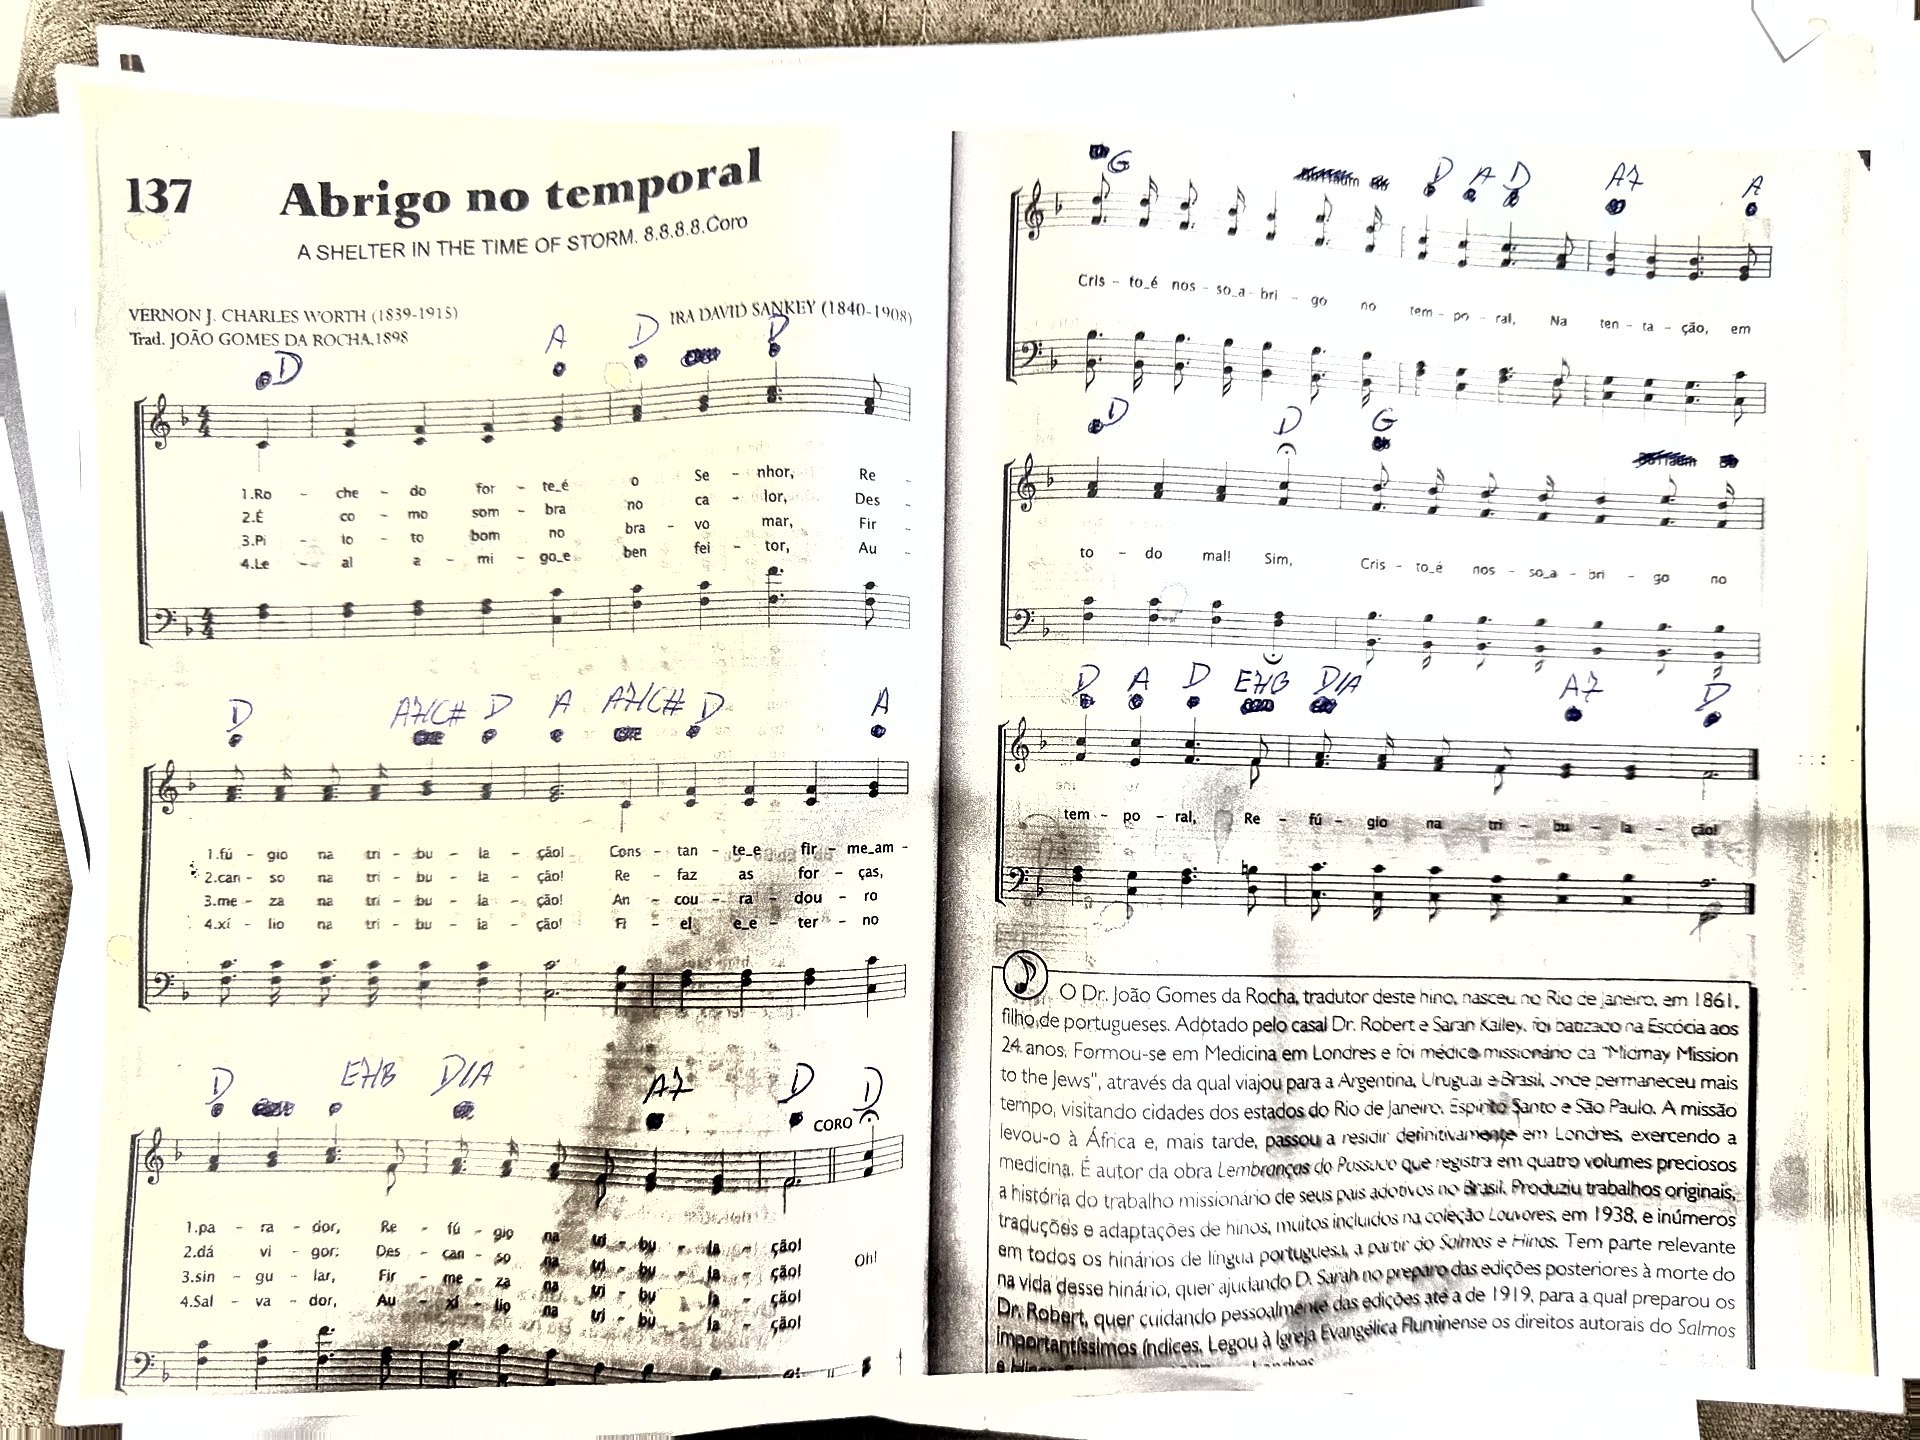 137 Abrigo no temporal
A SHELTER IN THE TIME OF STORM. 8.8.8.8.Coro
VERNON J. CHARLES WORTH (1839-1915)
Trad. JOÃO GOMES DA ROCHA,1898
IRA DAVID SANKEY (1840-1908)
D A D D
1.Ro - che - do for - te_é o Se - nhor, Re -
2.É co - mo som - bra no ca - lor, Des -
3.Pi - lo - to bom no bra - vo mar, Fir -
4.Le - al a - mi - go_e ben fei - tor, Au -
D A7/C# D A A7/C# D A
1.fú - gio na tri - bu - la - ção! Cons - tan - te_e fir - me_am -
2.can - so na tri - bu - la - ção! Re - faz as for - ças,
3.me - za na tri - bu - la - ção! An - cou - ra - dou - ro
4.xí - lio na tri - bu - la - ção! Fi - el e_e - ter - no
D E7/B D/A A7 D CORO D
1.pa - ra - dor, Re - fú - gio na tri - bu - la - ção!
2.dá vi - gor: Des - can - so na tri - bu - la - ção! Oh!
3.sin - gu - lar, Fir - me - za na tri - bu - la - ção!
4.Sal - va - dor, Au - xí - lio na tri - bu - la - ção!
G D A D A7 A
Cris - to_é nos - so_a - bri - go no tem - po - ral, Na ten - ta - ção, em
D D G
to - do mal! Sim, Cris - to_é nos - so_a - bri - go no
D A D E7/G D/A A7 D
tem - po - ral, Re - fú - gio na tri - bu - la - ção!
O Dr. João Gomes da Rocha, tradutor deste hino, nasceu no Rio de Janeiro, em 1861,
filho de portugueses. Adotado pelo casal Dr. Robert e Sarah Kalley, foi batizado na Escócia aos
24 anos. Formou-se em Medicina em Londres e foi médico missionário da "Midmay Mission
to the Jews", através da qual viajou para a Argentina, Uruguai e Brasil, onde permaneceu mais
tempo, visitando cidades dos estados do Rio de Janeiro, Espírito Santo e São Paulo. A missão
levou-o à África e, mais tarde, passou a residir definitivamente em Londres, exercendo a
medicina. É autor da obra Lembranças do Passado que registra em quatro volumes preciosos
a história do trabalho missionário de seus pais adotivos no Brasil. Produziu trabalhos originais,
traduções e adaptações de hinos, muitos incluídos na coleção Louvores, em 1938, e inúmeros
em todos os hinários de língua portuguesa, a partir do Salmos e Hinos. Tem parte relevante
na vida desse hinário, quer ajudando D. Sarah no preparo das edições posteriores à morte do
Dr. Robert, quer cuidando pessoalmente das edições até a de 1919, para a qual preparou os
importantíssimos índices. Legou à Igreja Evangélica Fluminense os direitos autorais do Salmos